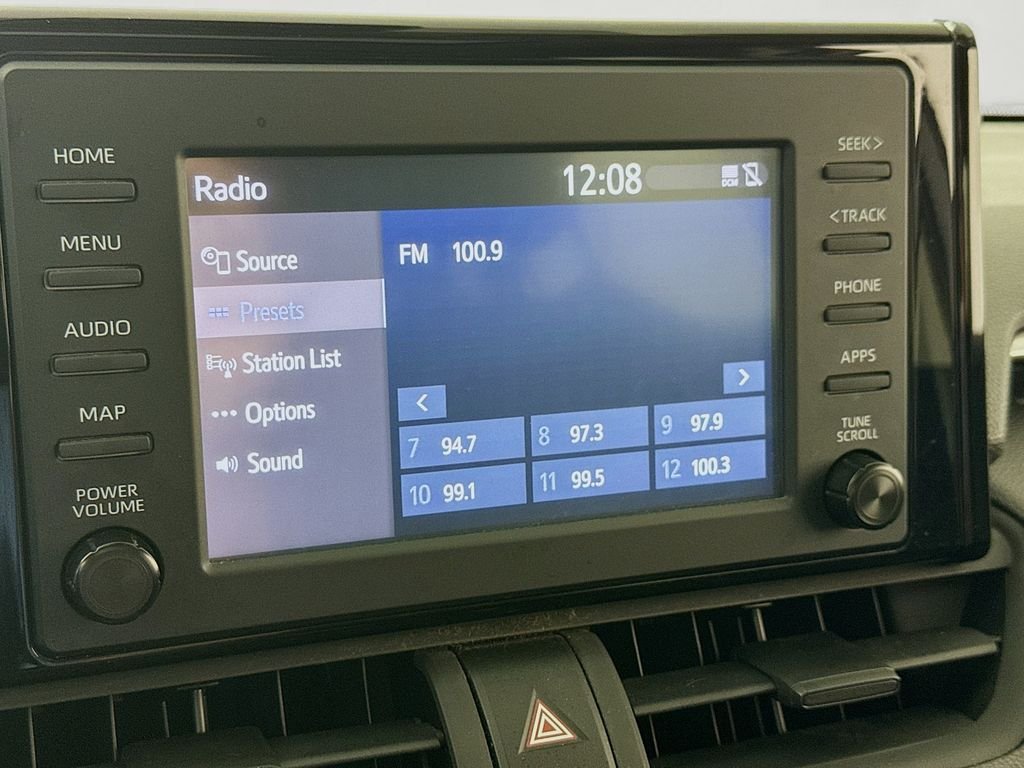 HOME
MENU
AUDIO
MAP
POWER
VOLUME
Radio 12:08 DCM
Source
Presets
Station List
Options
Sound
FM 100.9
< >
7 94.7 8 97.3 9 97.9
10 99.1 11 99.5 12 100.3
SEEK >
< TRACK
PHONE
APPS
TUNE
SCROLL